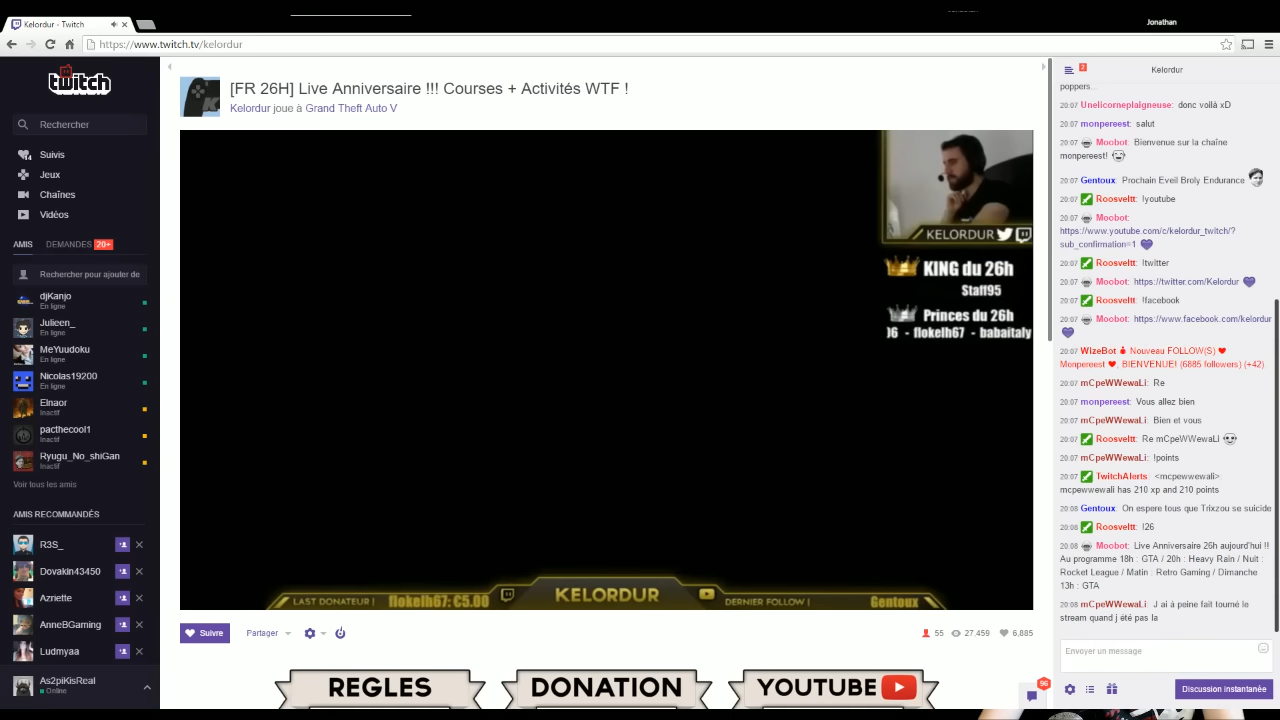 Kelordur - Twitch
Jonathan
https://www.twitch.tv/kelordur
twitch
[FR 26H] Live Anniversaire !!! Courses + Activités WTF !
Kelordur joue à Grand Theft Auto V
Rechercher
4
Suivis
Jeux
Chaînes
Vidéos
AMIS DEMANDES 20+
Rechercher pour ajouter de
djKanjo
En ligne
Julieen_
En ligne
MeYuudoku
En ligne
Nicolas19200
En ligne
Elnaor
Inactif
pacthecool1
Inactif
Ryugu_No_shiGan
Inactif
Voir tous les amis
AMIS RECOMMANDÉS
R3S_
Dovakin43450
Azriette
AnneBGaming
Ludmyaa
As2piKisReal
Online
KELORDUR
KING du 26h
Staff95
Princes du 26h
- flokelh67 - babaitaly
LAST DONATEUR | flokelh67: €5.00
KELORDUR
DERNIER FOLLOW | Gentoux
Suivre
Partager
55 27,459 6,885
REGLES
DONATION
YOUTUBE
2
Kelordur
poppers...
20:07 Unelicorneplaigneuse: donc voilà xD
20:07 monpereest: salut
20:07 Moobot: Bienvenue sur la chaîne
monpereest!
20:07 Gentoux: Prochain Eveil Broly Endurance
20:07 Roosveltt: !youtube
20:07 Moobot:
https://www.youtube.com/c/kelordur_twitch/?
sub_confirmation=1
20:07 Roosveltt: !twitter
20:07 Moobot: https://twitter.com/Kelordur
20:07 Roosveltt: !facebook
20:07 Moobot: https://www.facebook.com/kelordur
20:07 WizeBot Nouveau FOLLOW(S) ♥
Monpereest ♥, BIENVENUE! (6885 followers) (+42)
20:07 mCpeWWewaLi: Re
20:07 monpereest: Vous allez bien
20:07 mCpeWWewaLi: Bien et vous
20:07 Roosveltt: Re mCpeWWewaLi
20:07 mCpeWWewaLi: !points
20:07 TwitchAlerts: <mcpewwewali>:
mcpewwewali has 210 xp and 210 points
20:08 Gentoux: On espere tous que Trixzou se suicide
20:08 Roosveltt: !26
20:08 Moobot: Live Anniversaire 26h aujourd'hui !!
Au programme 18h : GTA / 20h : Heavy Rain / Nuit :
Rocket League / Matin : Retro Gaming / Dimanche
13h : GTA
20:08 mCpeWWewaLi: J ai à peine fait tourné le
stream quand j été pas la
Envoyer un message
96
Discussion instantanée